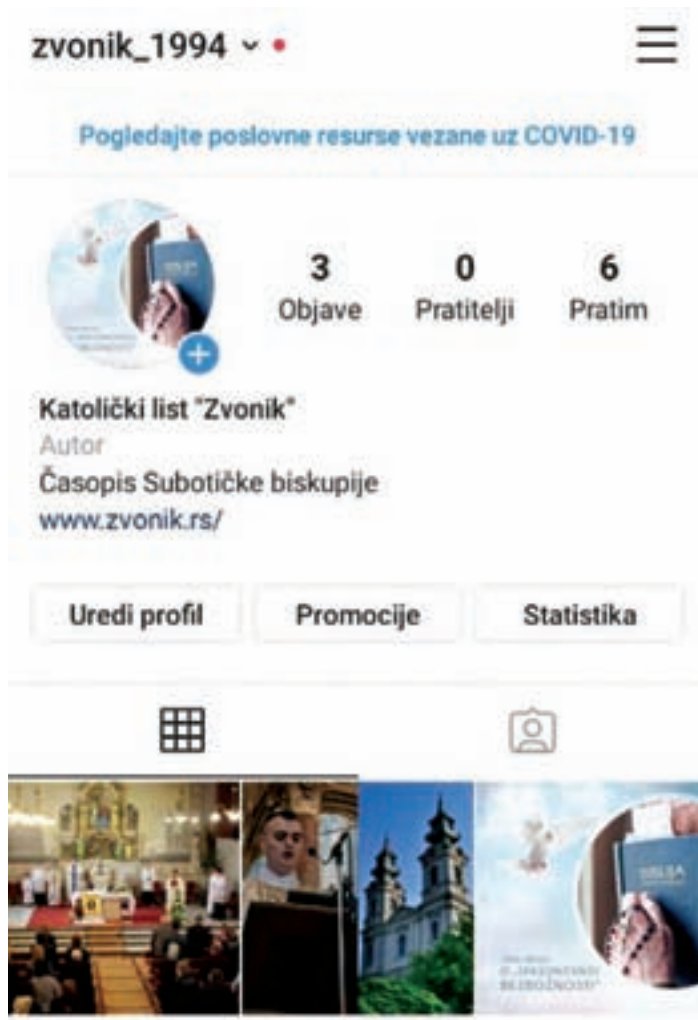 zvonik_1994
Pogledajte poslovne resurse vezane uz COVID-19
3 0 6
Objave Pratitelji Pratim
Katolički list "Zvonik"
Autor
Časopis Subotičke biskupije
www.zvonik.rs/
Uredi profil Promocije Statistika
BIBLIJA